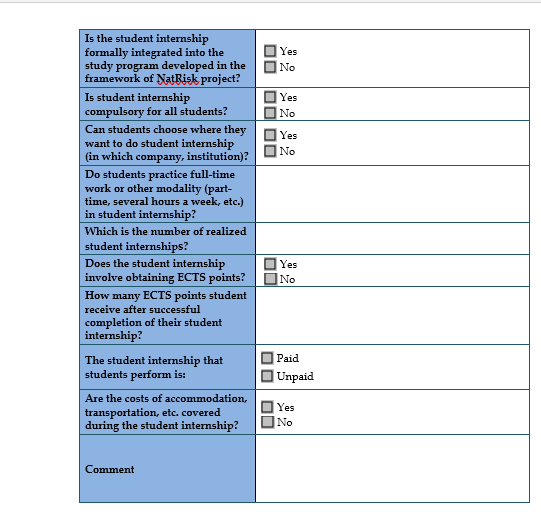 Is the student internship
formally integrated into the
study program developed in the
framework of NatRisk project?
Yes
No
Is student internship
compulsory for all students?
Yes
No
Can students choose where they
want to do student internship
(in which company, institution)?
Yes
No
Do students practice full-time
work or other modality (part-
time, several hours a week, etc.)
in student internship?
Which is the number of realized
student internships?
Does the student internship
involve obtaining ECTS points?
Yes
No
How many ECTS points student
receive after successful
completion of their student
internship?
The student internship that
students perform is:
Paid
Unpaid
Are the costs of accommodation,
transportation, etc. covered
during the student internship?
Yes
No
Comment